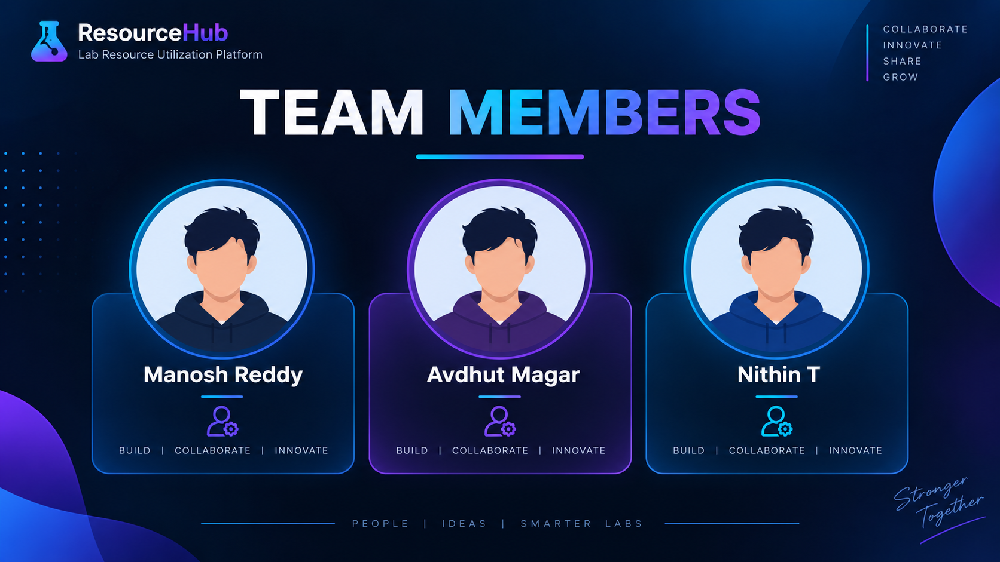 ResourceHub
Lab Resource Utilization Platform
COLLABORATE
INNOVATE
SHARE
GROW
TEAM MEMBERS
Manosh Reddy
BUILD | COLLABORATE | INNOVATE
Avdhut Magar
BUILD | COLLABORATE | INNOVATE
Nithin T
BUILD | COLLABORATE | INNOVATE
Stronger
Together
PEOPLE | IDEAS | SMARTER LABS